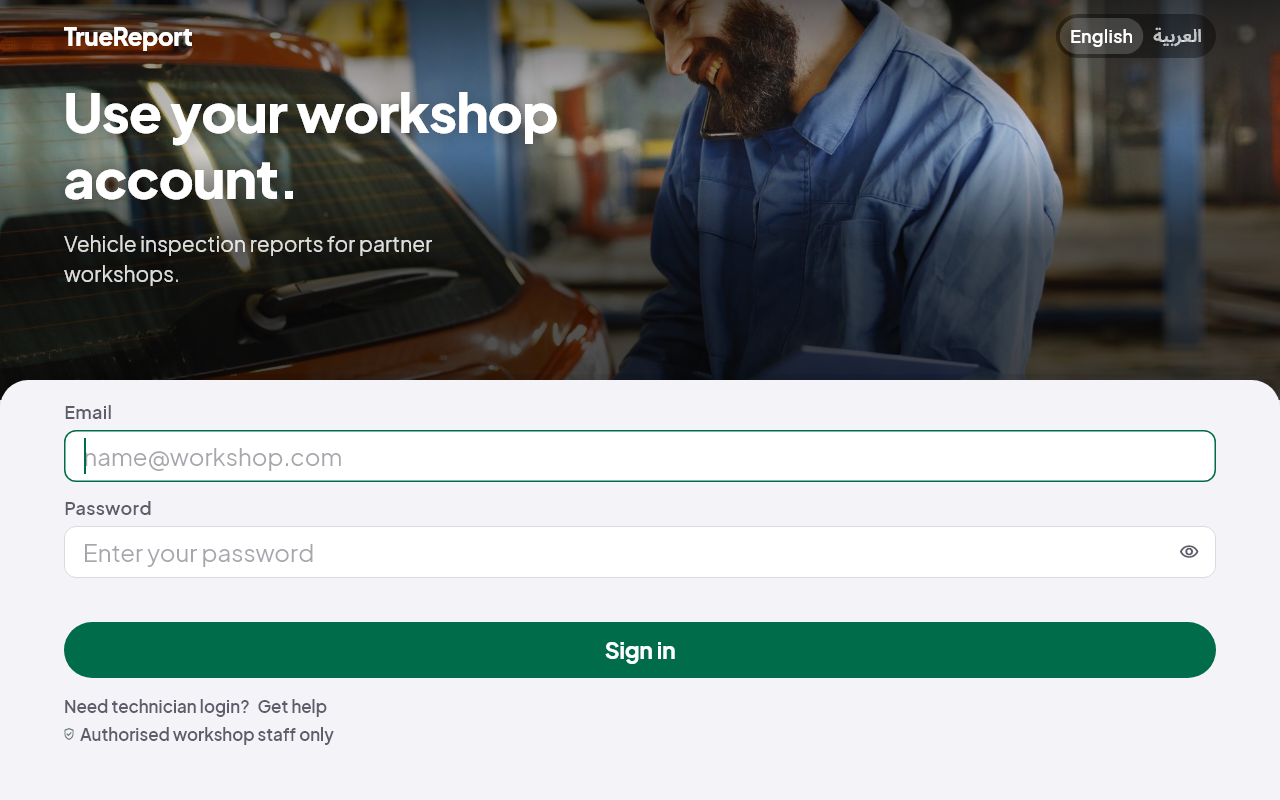 TrueReport
English
العربية
Use your workshop
account.
Vehicle inspection reports for partner
workshops.
Email
name@workshop.com
Password
Enter your password
Sign in
Need technician login? Get help
Authorised workshop staff only